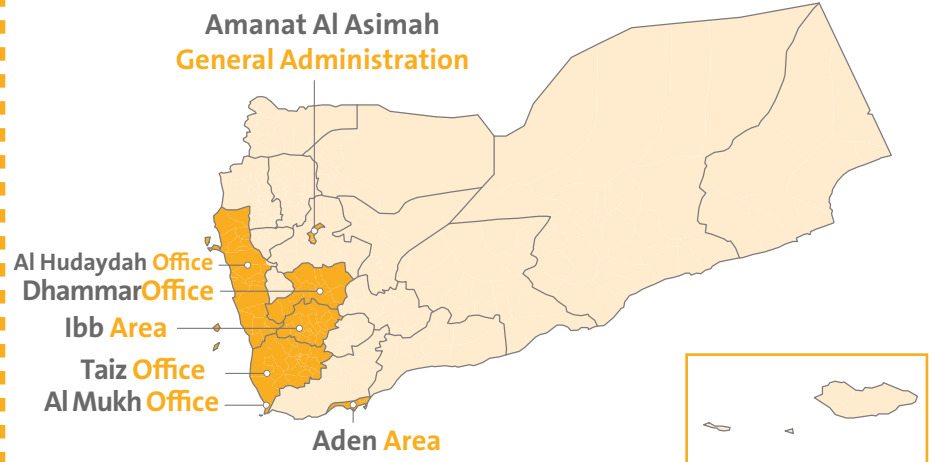 Amanat Al Asimah
General Administration
Al Hudaydah Office
DhammarOffice
Ibb Area
Taiz Office
Al Mukh Office
Aden Area